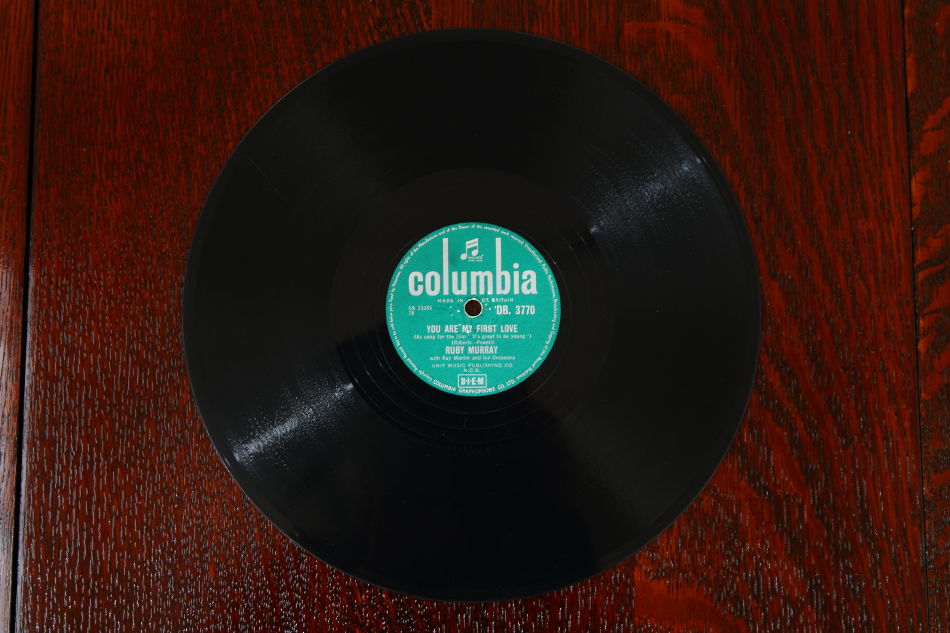 columbia
MADE IN GT. BRITAIN
CA 23285
78
DB. 3770
YOU ARE MY FIRST LOVE
(As sung for the film "It's great to be young")
(Roberts - Powell)
RUBY MURRAY
with Ray Martin and his Orchestra
UNIT MUSIC PUBLISHING CO.
N.C.B.
B·I·E·M
COLUMBIA GRAPHOPHONE CO. LTD.